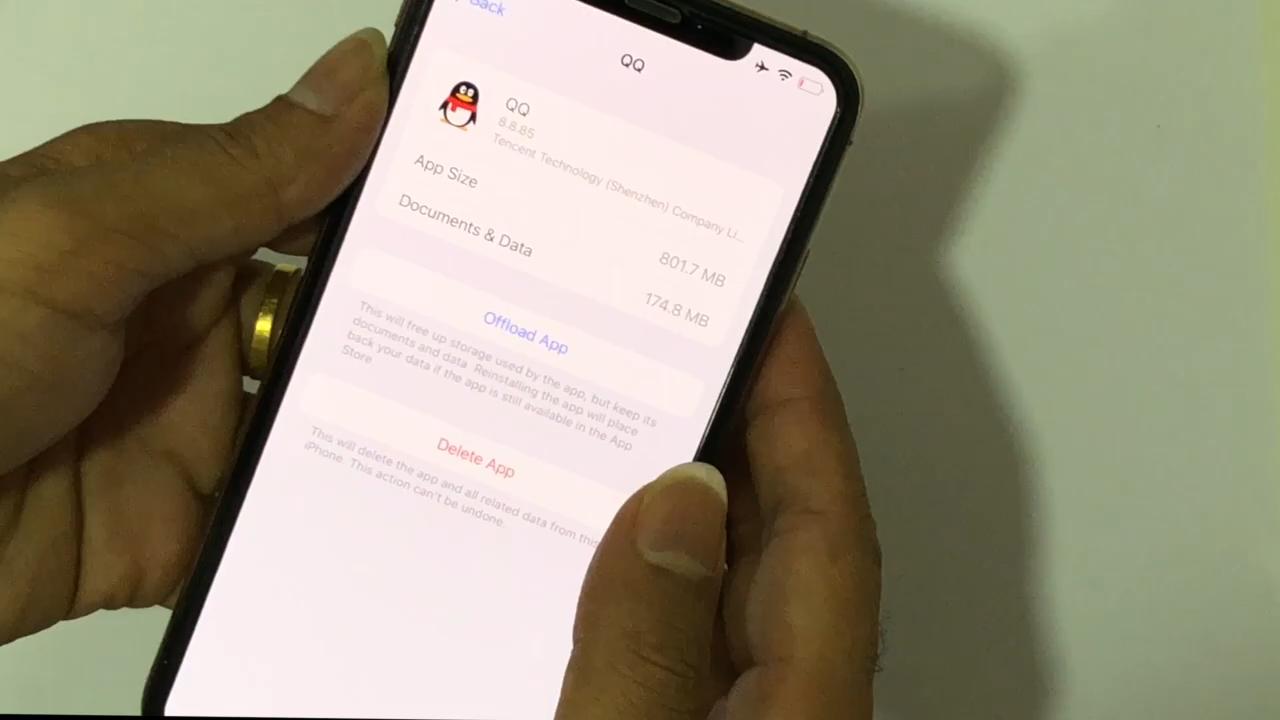 Back
QQ
QQ
8.8.85
Tencent Technology (Shenzhen) Company Li...
App Size
801.7 MB
Documents & Data
174.8 MB
Offload App
This will free up storage used by the app, but keep its
documents and data. Reinstalling the app will place
back your data if the app is still available in the App
Store.
Delete App
This will delete the app and all related data from this
iPhone. This action can't be undone.